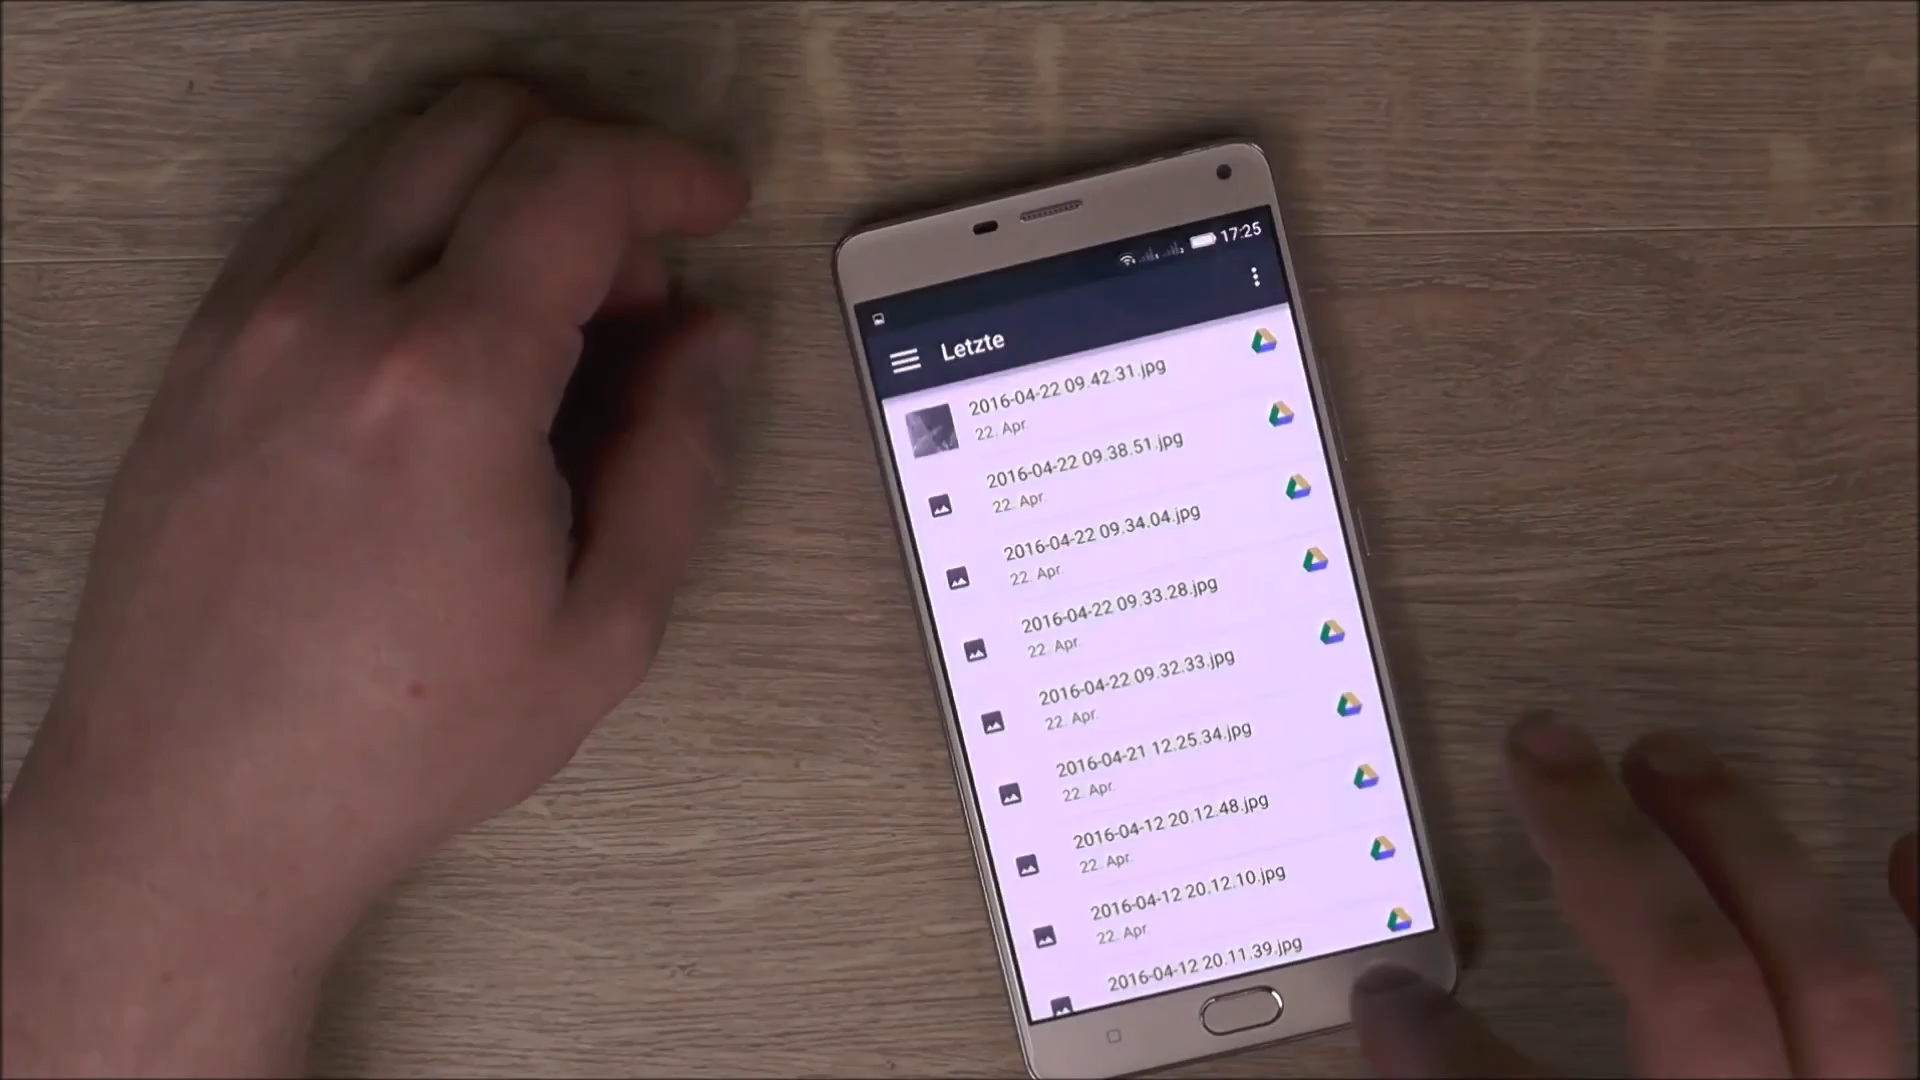 17:25
Letzte
2016-04-22 09.42.31.jpg
22. Apr.
2016-04-22 09.38.51.jpg
22. Apr.
2016-04-22 09.34.04.jpg
22. Apr.
2016-04-22 09.33.28.jpg
22. Apr.
2016-04-22 09.32.33.jpg
22. Apr.
2016-04-21 12.25.34.jpg
22. Apr.
2016-04-12 20.12.48.jpg
22. Apr.
2016-04-12 20.12.10.jpg
22. Apr.
2016-04-12 20.11.39.jpg